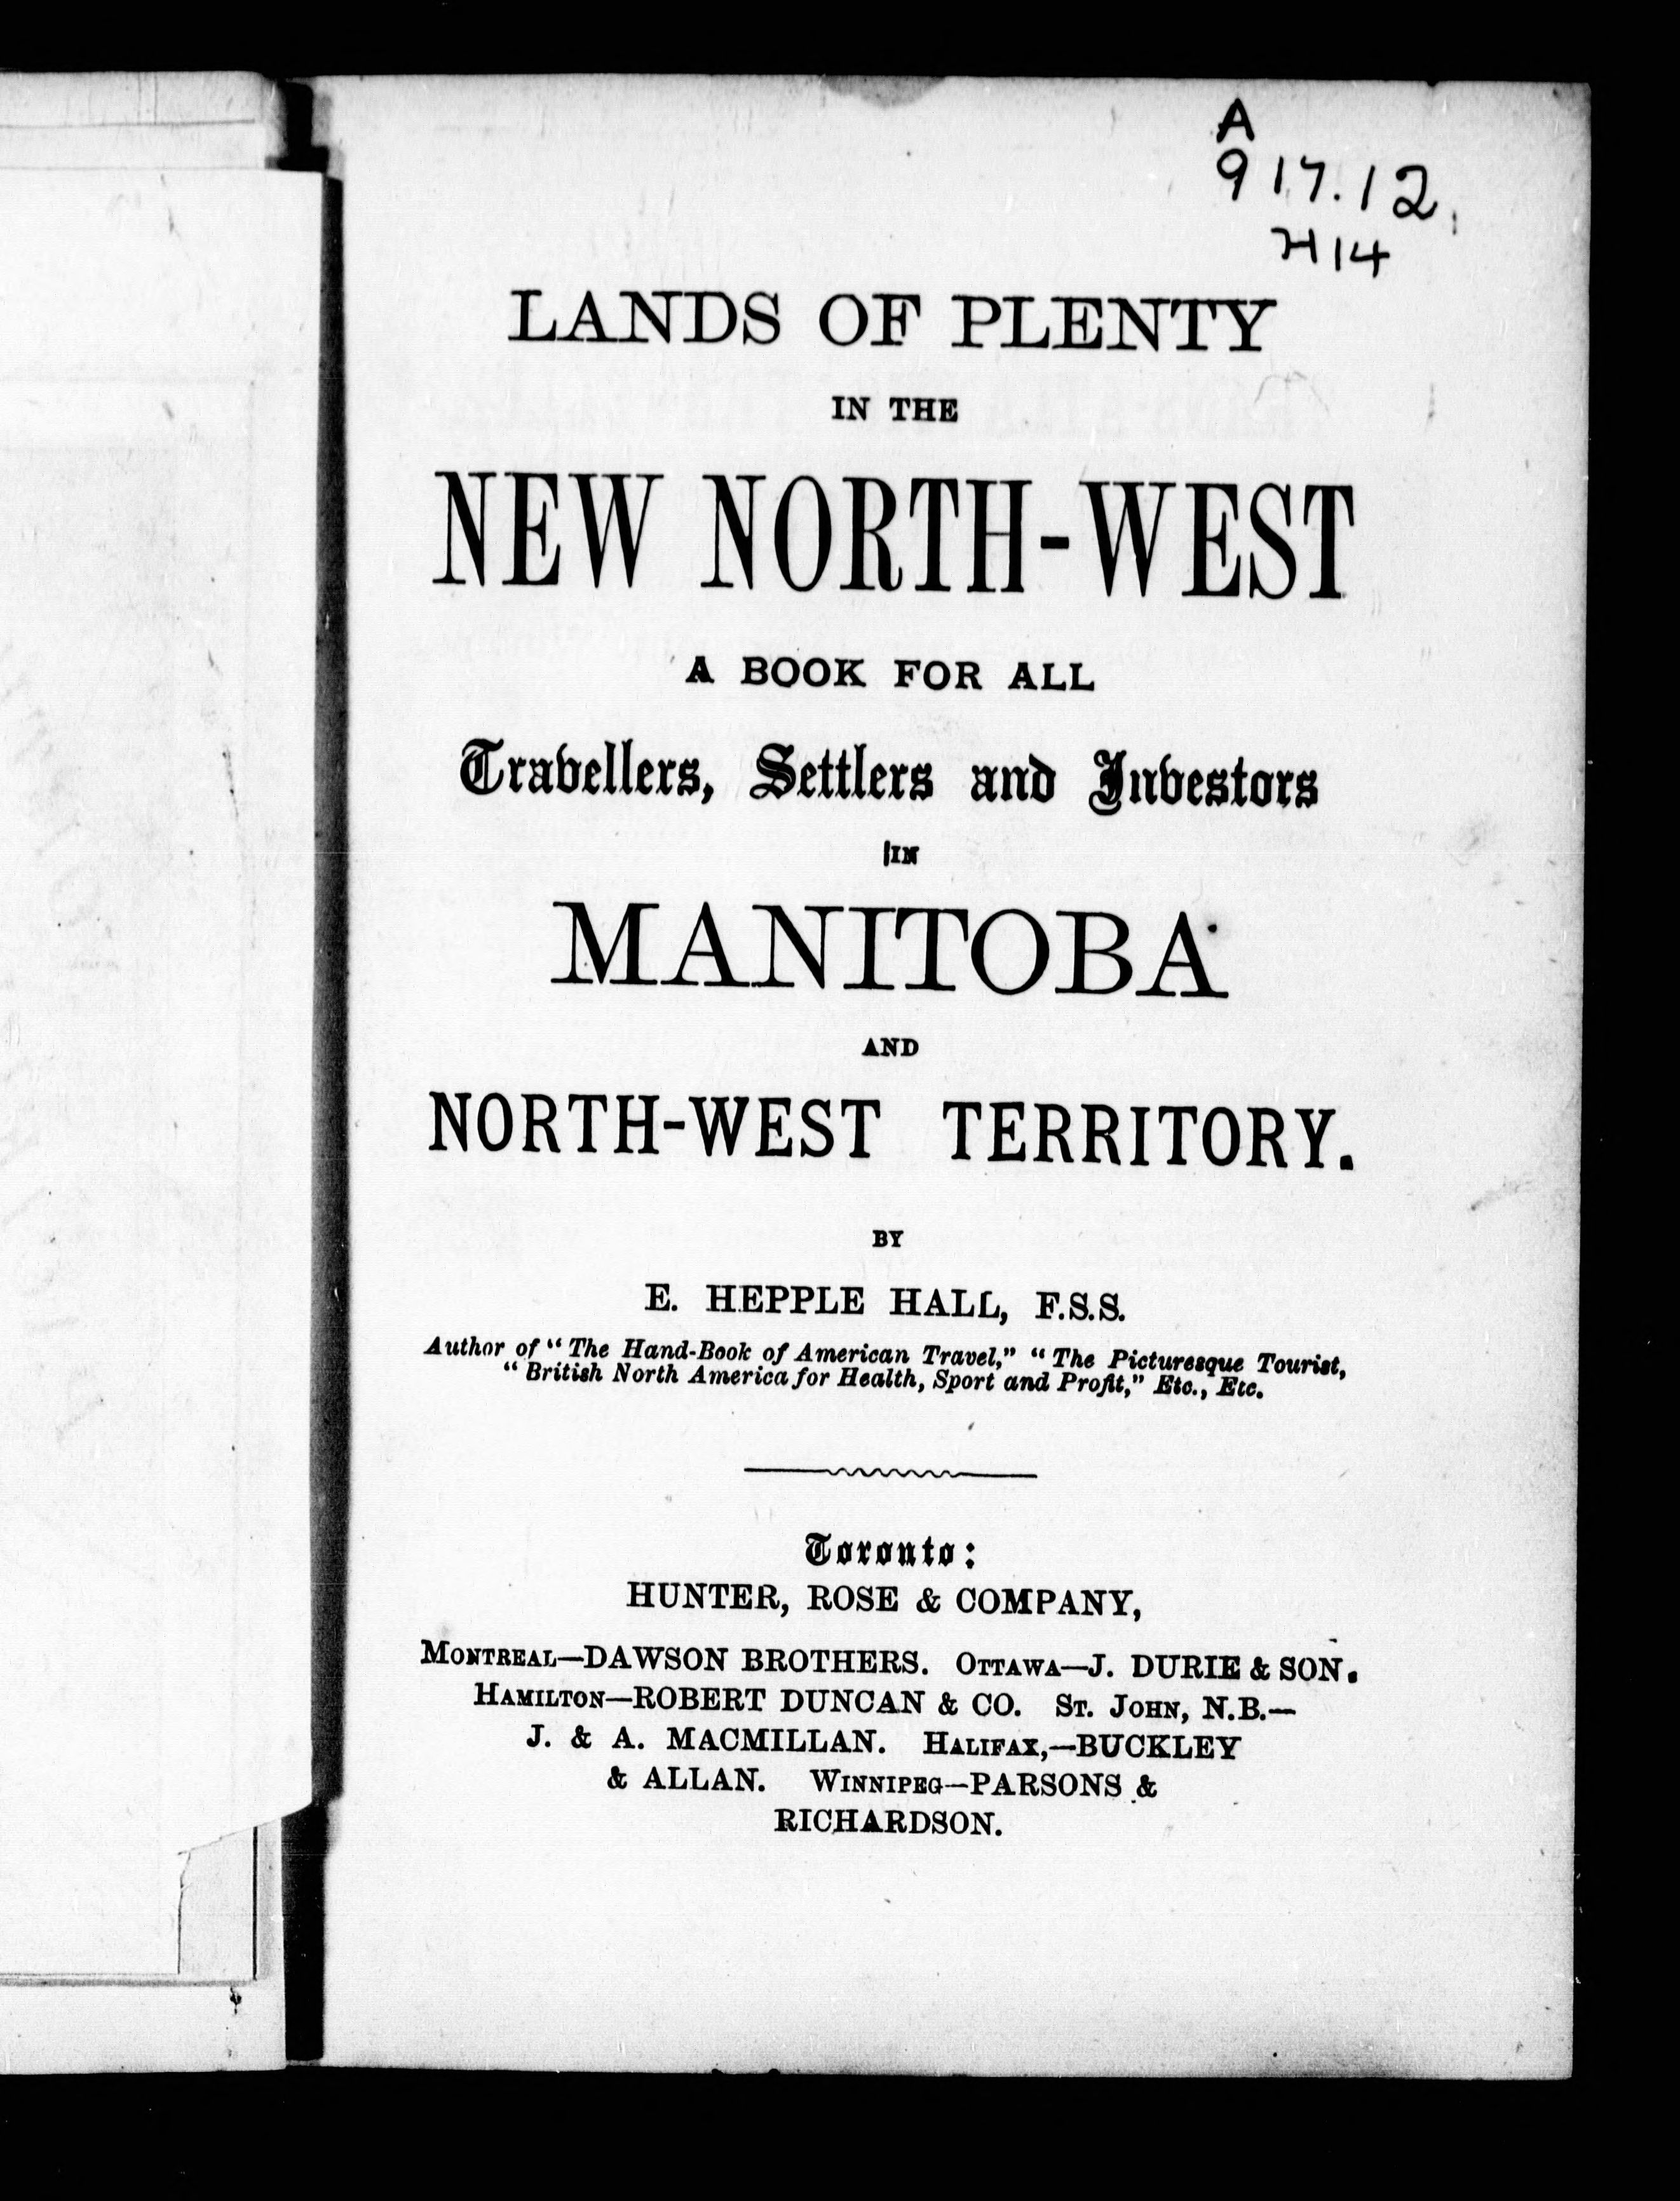 A
917.12
H14
LANDS OF PLENTY
IN THE
NEW NORTH-WEST
A BOOK FOR ALL
Travellers, Settlers and Investors
IN
MANITOBA
AND
NORTH-WEST TERRITORY.
BY
E. HEPPLE HALL, F.S.S.
Author of "The Hand-Book of American Travel," "The Picturesque Tourist,
"British North America for Health, Sport and Profit," Etc., Etc.
Toronto:
HUNTER, ROSE & COMPANY,
MONTREAL—DAWSON BROTHERS. OTTAWA—J. DURIE & SON.
HAMILTON—ROBERT DUNCAN & CO. ST. JOHN, N.B.—
J. & A. MACMILLAN. HALIFAX,—BUCKLEY
& ALLAN. WINNIPEG—PARSONS &
RICHARDSON.